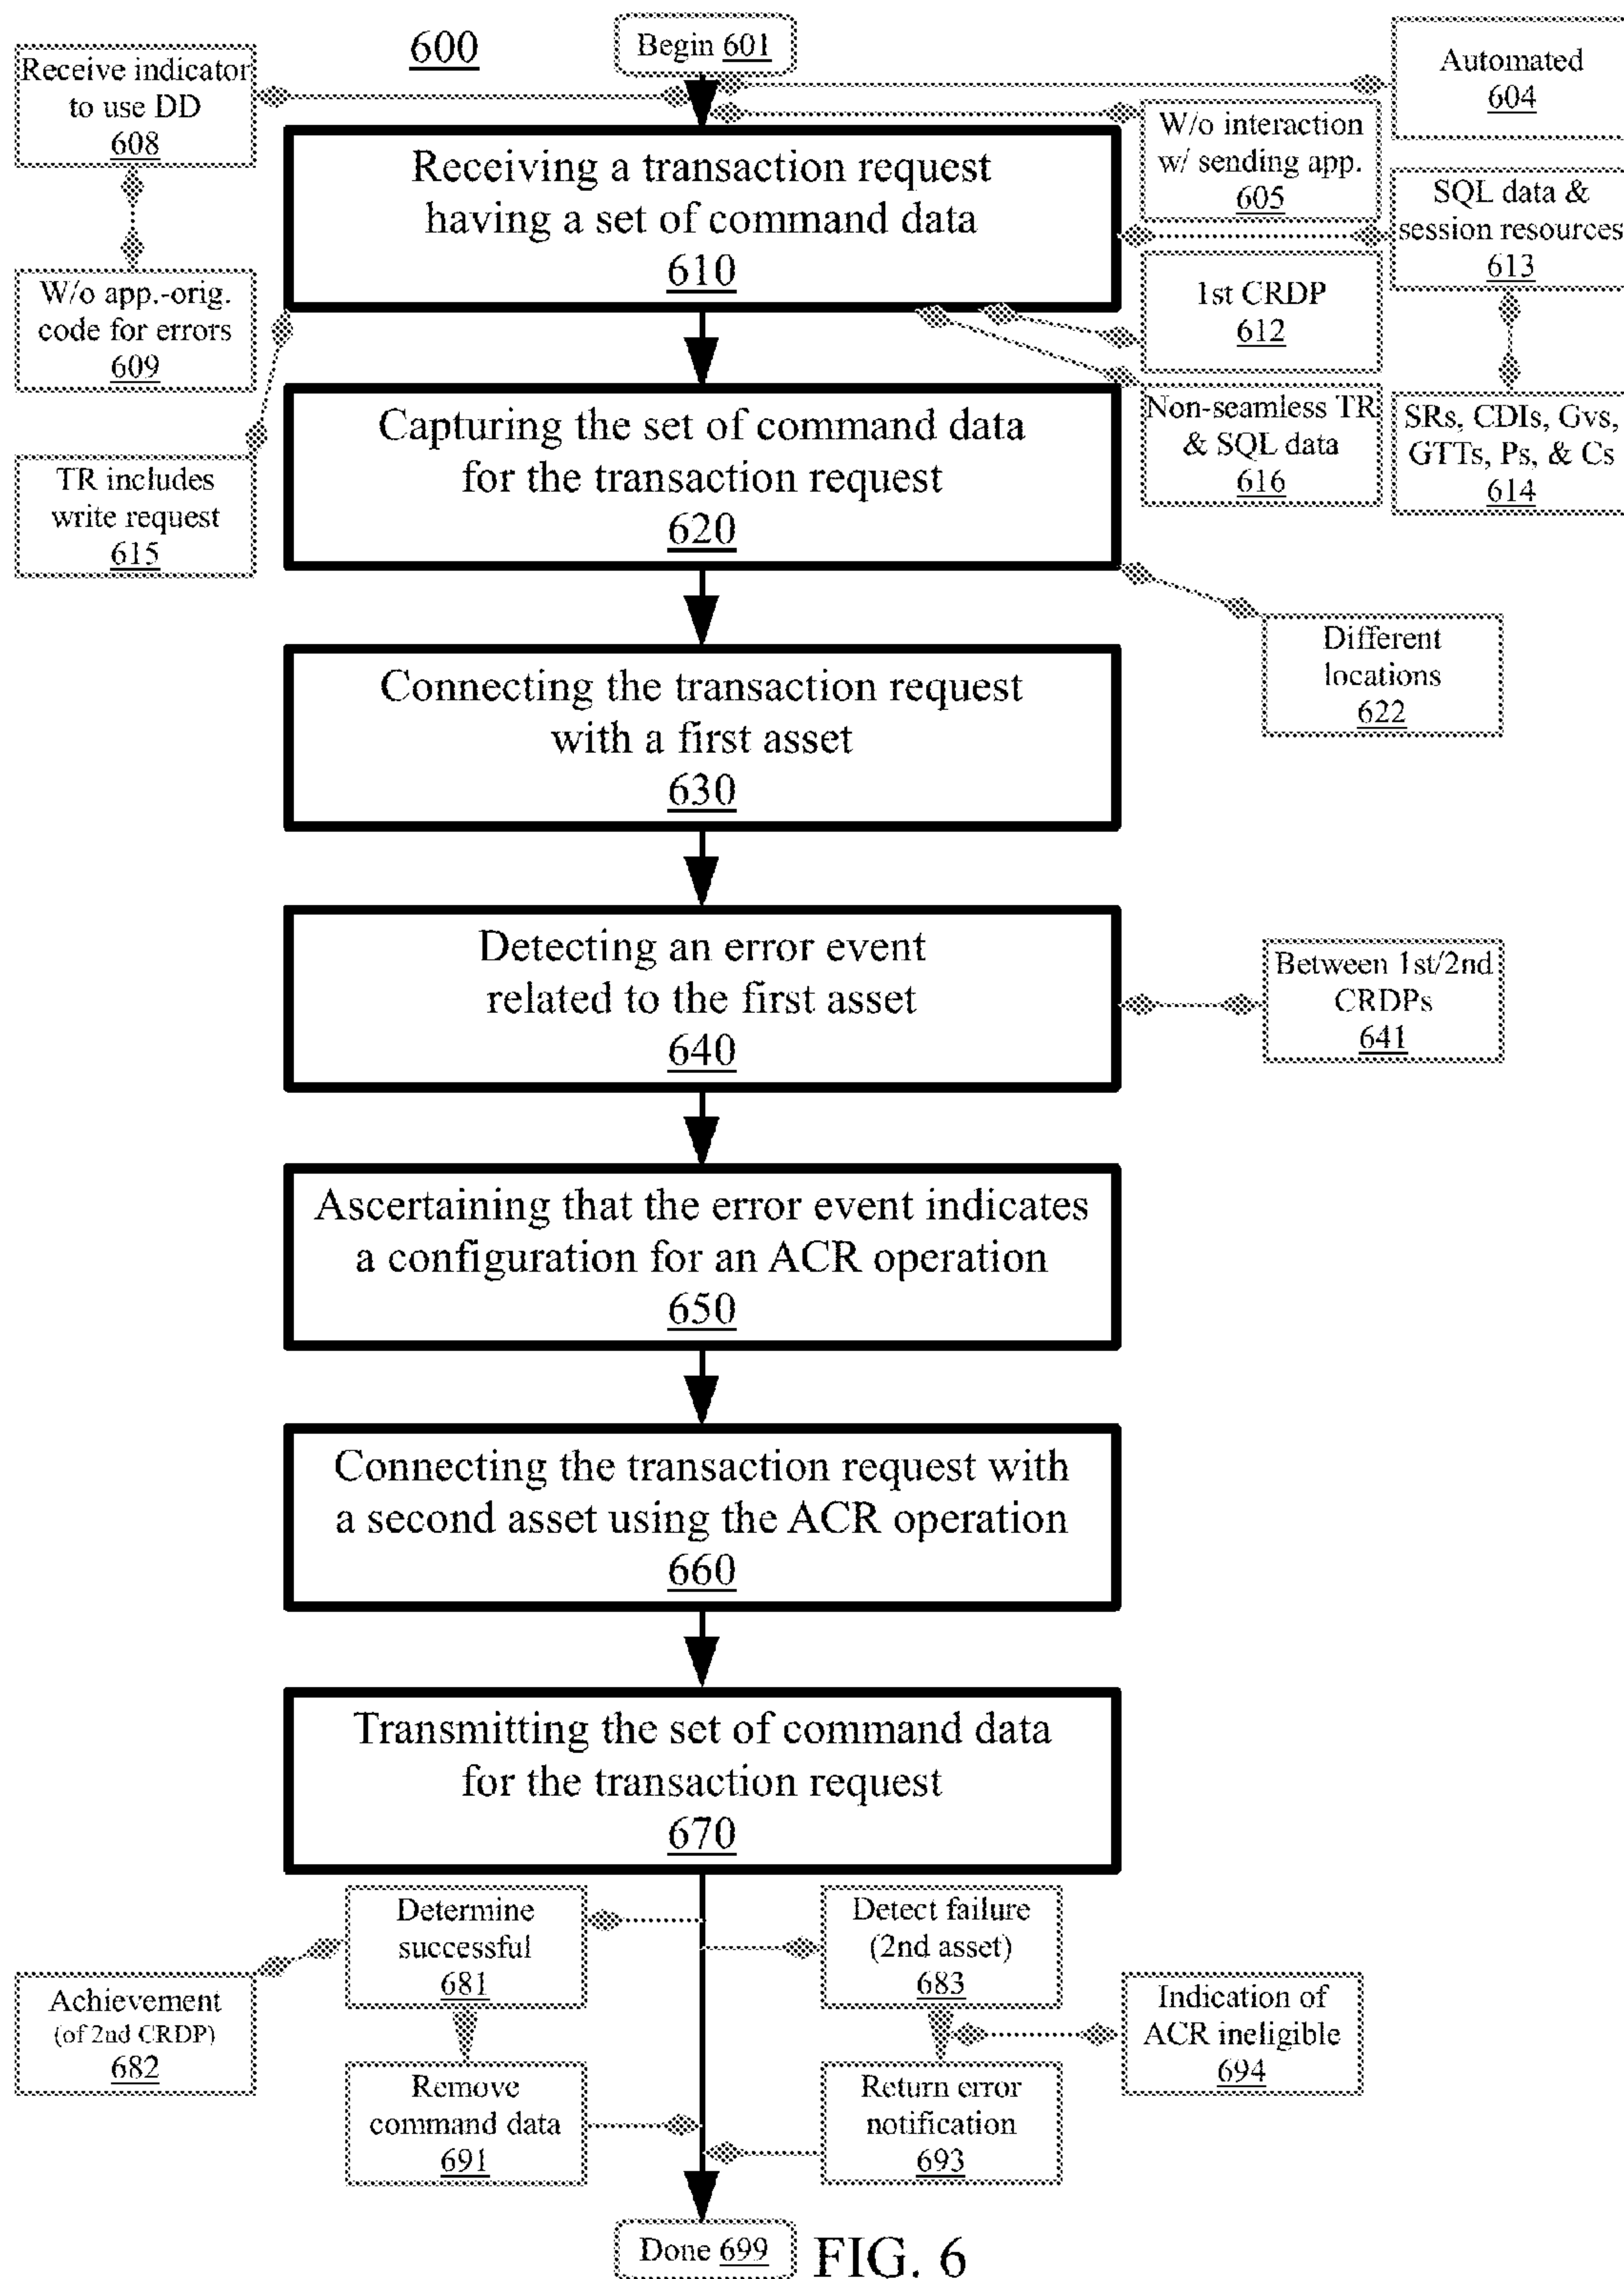 600
Begin 601
Receive indicator
to use DD
608
Automated
604
W/o interaction
w/ sending app.
605
Receiving a transaction request
having a set of command data
610
SQL data &
session resources
613
W/o app.-orig.
code for errors
609
1st CRDP
612
Capturing the set of command data
for the transaction request
620
Non-seamless TR
& SQL data
616
SRs, CDIs, Gvs,
GTTs, Ps, & Cs
614
TR includes
write request
615
Different
locations
622
Connecting the transaction request
with a first asset
630
Detecting an error event
related to the first asset
640
Between 1st/2nd
CRDPs
641
Ascertaining that the error event indicates
a configuration for an ACR operation
650
Connecting the transaction request with
a second asset using the ACR operation
660
Transmitting the set of command data
for the transaction request
670
Determine
successful
681
Detect failure
(2nd asset)
683
Achievement
(of 2nd CRDP)
682
Indication of
ACR ineligible
694
Remove
command data
691
Return error
notification
693
Done 699
FIG. 6